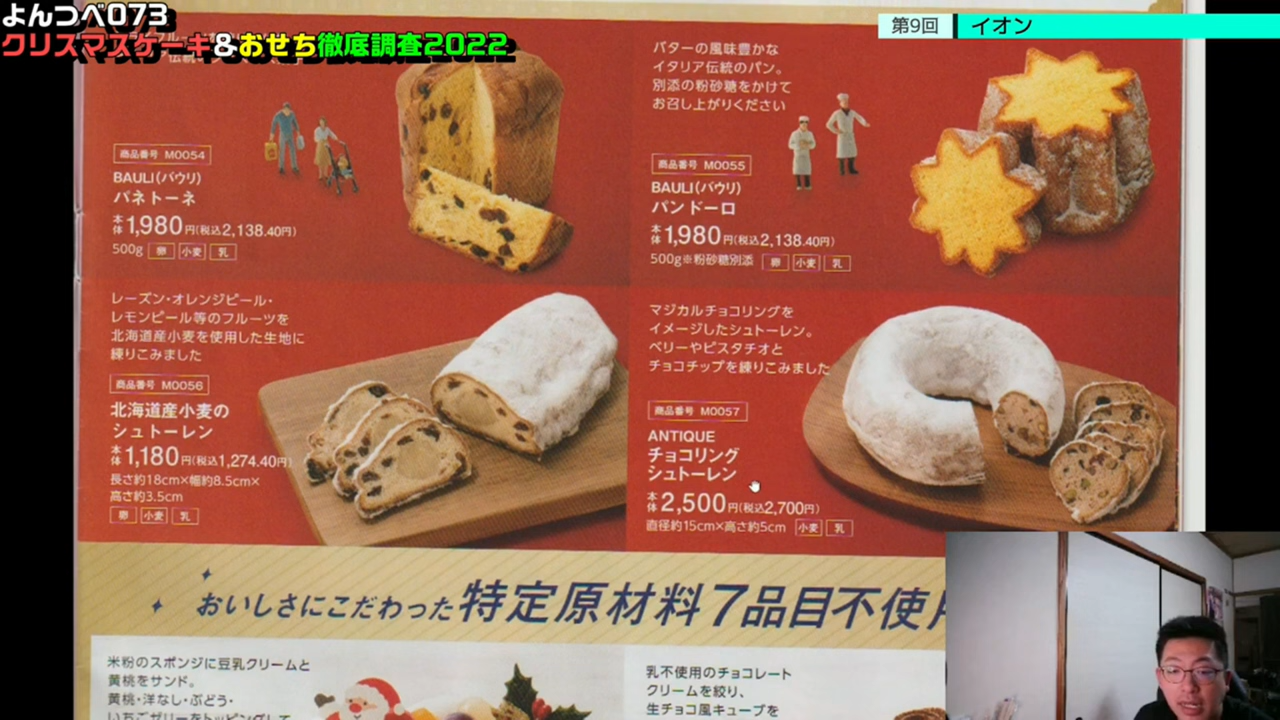 よんつべ073
クリスマスケーキ&おせち徹底調査2022
第9回 イオン
商品番号 M0054
BAULI(バウリ)
パネトーネ
本体1,980円(税込2,138.40円)
500g 卵 小麦 乳
バターの風味豊かな
イタリア伝統のパン。
別添の粉砂糖をかけて
お召し上がりください
商品番号 M0055
BAULI(バウリ)
パンドーロ
本体1,980円(税込2,138.40円)
500g※粉砂糖別添 卵 小麦 乳
レーズン・オレンジピール・
レモンピール等のフルーツを
北海道産小麦を使用した生地に
練りこみました
商品番号 M0056
北海道産小麦の
シュトーレン
本体1,180円(税込1,274.40円)
長さ約18cm×幅約8.5cm×
高さ約3.5cm
卵 小麦 乳
マジカルチョコリングを
イメージしたシュトーレン。
ベリーやピスタチオと
チョコチップを練りこみました
商品番号 M0057
ANTIQUE
チョコリング
シュトーレン
本体2,500円(税込2,700円)
直径約15cm×高さ約5cm 小麦 乳
おいしさにこだわった特定原材料7品目不使用
米粉のスポンジに豆乳クリームと
黄桃をサンド。
黄桃・洋なし・ぶどう・
いちごゼリーをトッピングして
乳不使用のチョコレート
クリームを絞り、
生チョコ風キューブを